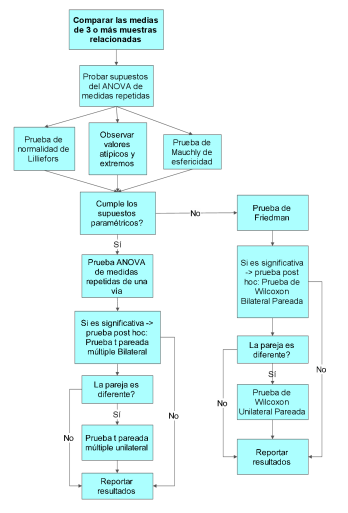 Comparar las medias
de 3 o más muestras
relacionadas
Probar supuestos
del ANOVA de
medidas repetidas
Prueba de
normalidad de
Lilliefors
Observar
valores
atípicos y
extremos
Prueba de
Mauchly de
esfericidad
Cumple los
supuestos
paramétricos?
No
Prueba de
Friedman
Sí
Prueba ANOVA
de medidas
repetidas de una
vía
Si es significativa ->
prueba post hoc:
Prueba t pareada
múltiple Bilateral
La pareja es
diferente?
Sí
No
No
Prueba t pareada
múltiple unilateral
Reportar
resultados
Si es significativa
-> prueba post
hoc: Prueba de
Wilcoxon
Bilateral Pareada
La pareja es
diferente?
Sí
No
No
Prueba de
Wilcoxon
Unilateral Pareada
Reportar
resultados